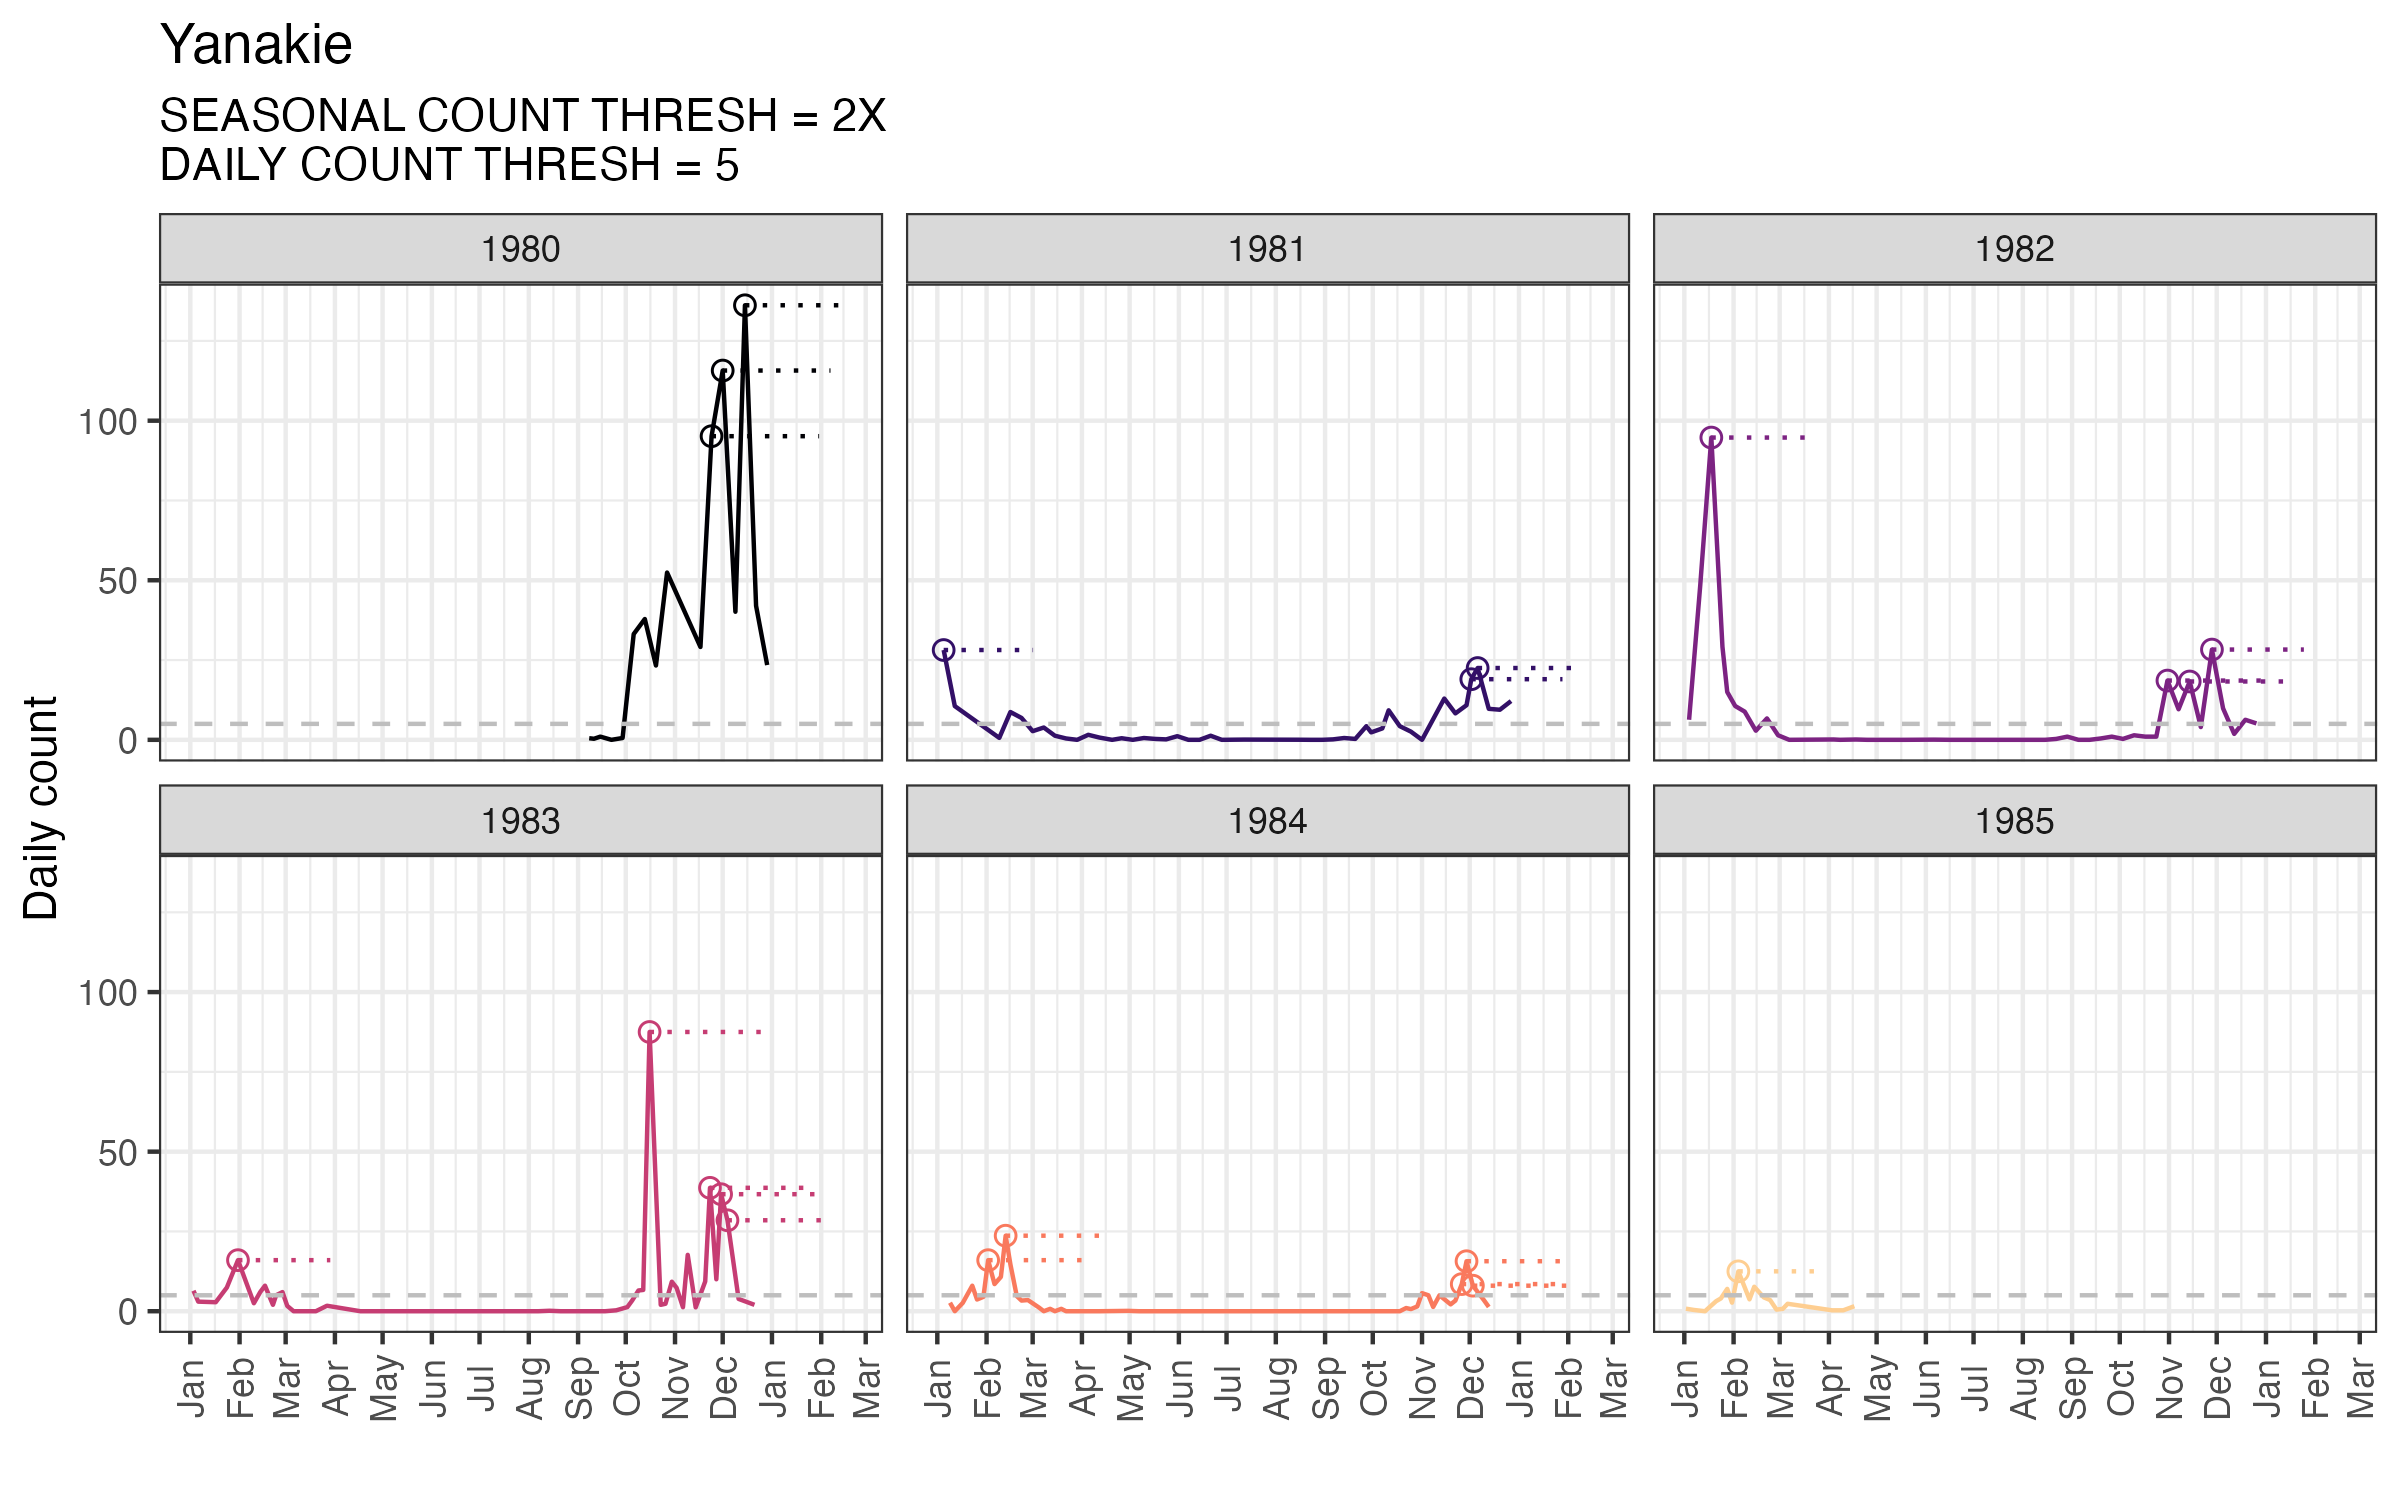 Yanakie
SEASONAL COUNT THRESH = 2X
DAILY COUNT THRESH = 5
1980 1981 1982
100
50
0
1983 1984 1985
100
50
0
Daily count
Jan Feb Mar Apr May Jun Jul Aug Sep Oct Nov Dec Jan Feb Mar Jan Feb Mar Apr May Jun Jul Aug Sep Oct Nov Dec Jan Feb Mar Jan Feb Mar Apr May Jun Jul Aug Sep Oct Nov Dec Jan Feb Mar